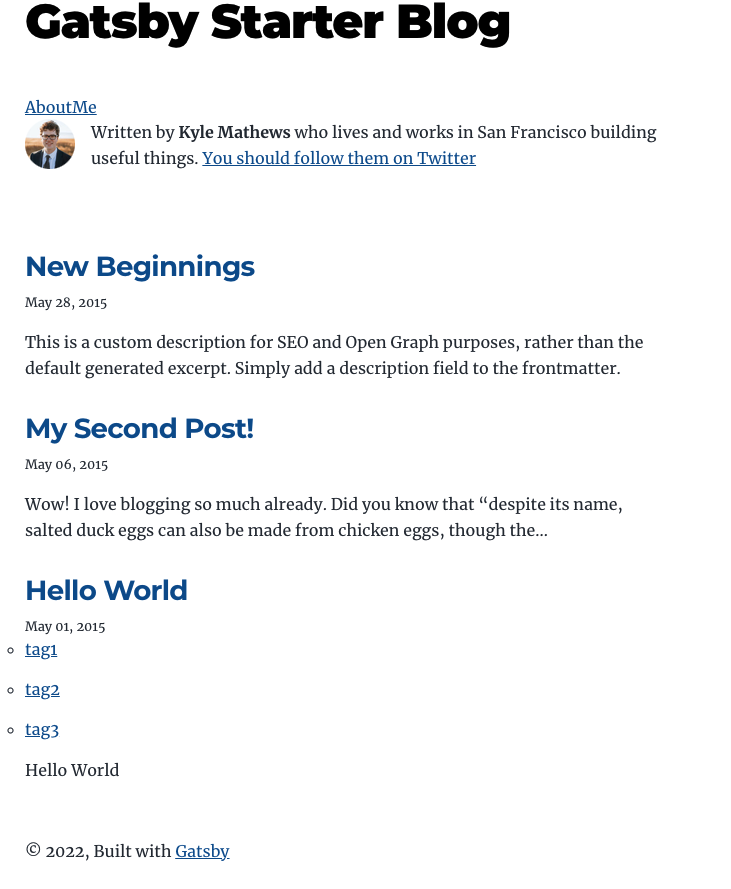 Gatsby Starter Blog
AboutMe
Written by Kyle Mathews who lives and works in San Francisco building
useful things. You should follow them on Twitter
New Beginnings
May 28, 2015
This is a custom description for SEO and Open Graph purposes, rather than the
default generated excerpt. Simply add a description field to the frontmatter.
My Second Post!
May 06, 2015
Wow! I love blogging so much already. Did you know that “despite its name,
salted duck eggs can also be made from chicken eggs, though the…
Hello World
May 01, 2015
tag1
tag2
tag3
Hello World
© 2022, Built with Gatsby